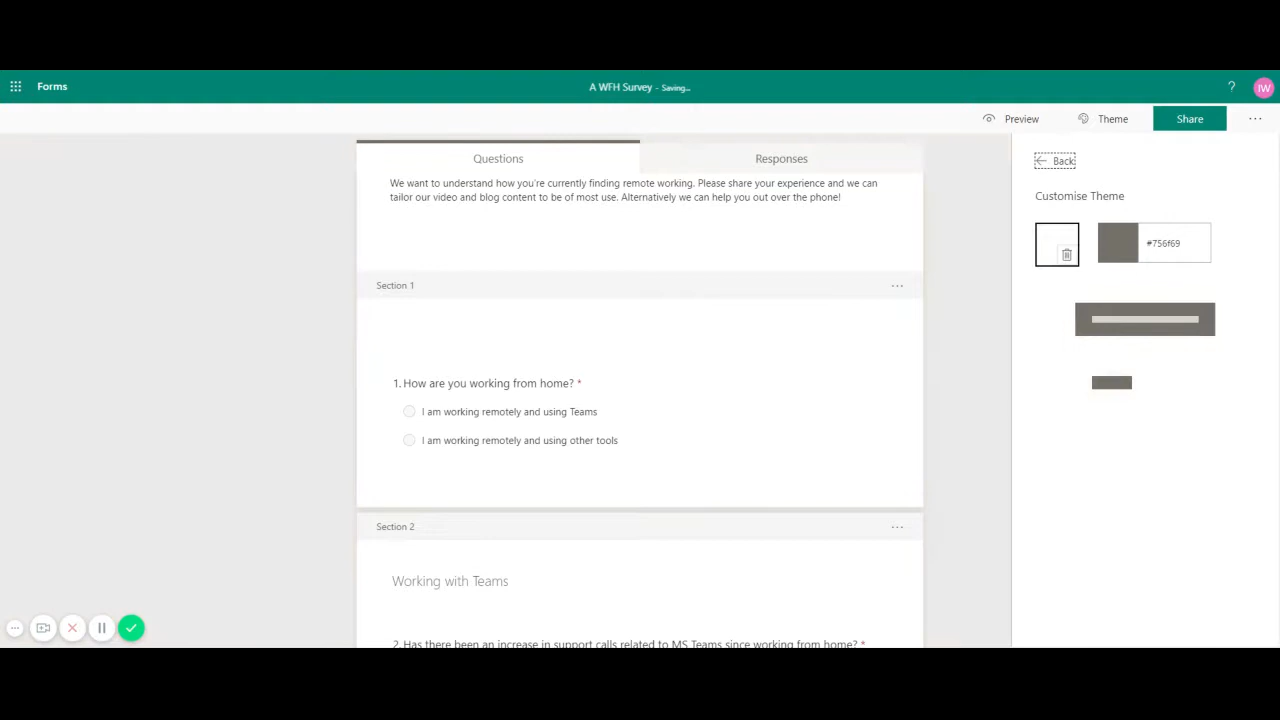 Forms
A WFH Survey - Saving...
?
IW
Preview
Theme
Share
...
Questions
Responses
Back
We want to understand how you're currently finding remote working. Please share your experience and we can
tailor our video and blog content to be of most use. Alternatively we can help you out over the phone!
Customise Theme
#756f69
Section 1
...
1. How are you working from home? *
I am working remotely and using Teams
I am working remotely and using other tools
Section 2
...
Working with Teams
2. Has there been an increase in support calls related to MS Teams since working from home? *